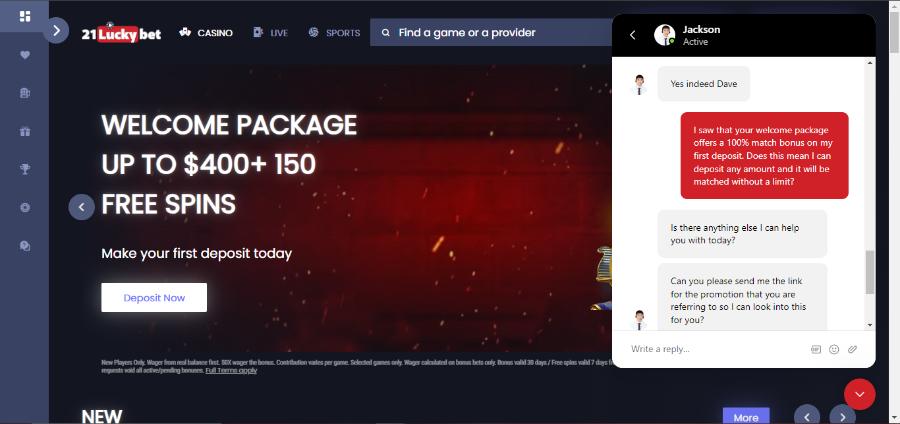 21 Lucky bet
CASINO
LIVE
SPORTS
Find a game or a provider
WELCOME PACKAGE
UP TO $400+ 150
FREE SPINS
Make your first deposit today
Deposit Now
New Players Only. Wager from real balance first. 50X wager the bonus. Contribution varies per game. Selected games only. Wager calculated on bonus bets only. Bonus valid 30 days / Free spins valid 7 days
requests void all active/pending bonuses. Full Terms apply
NEW
More
Jackson
Active
Yes indeed Dave
I saw that your welcome package
offers a 100% match bonus on my
first deposit. Does this mean I can
deposit any amount and it will be
matched without a limit?
Is there anything else I can help
you with today?
Can you please send me the link
for the promotion that you are
referring to so I can look into this
for you?
Write a reply...